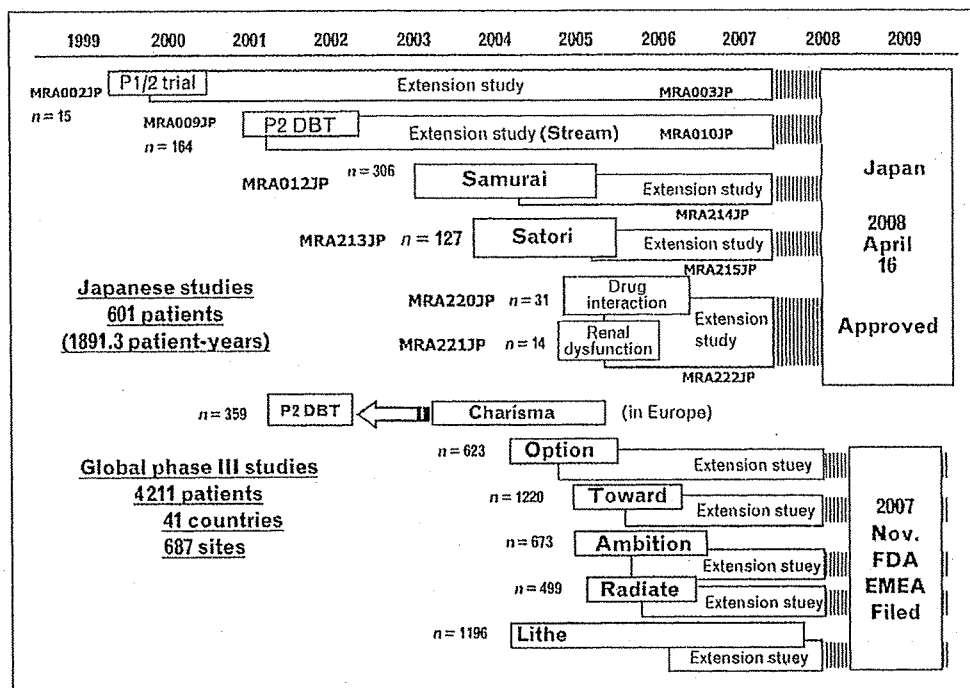 1999 2000 2001 2002 2003 2004 2005 2006 2007 2008 2009
MRA002JP P1/2 trial Extension study MRA003JP
n = 15
MRA009JP P2 DBT Extension study (Stream) MRA010JP
n = 164
MRA012JP n = 306 Samurai Extension study
MRA214JP
MRA213JP n = 127 Satori Extension study
MRA215JP
MRA220JP n = 31 Drug interaction
MRA221JP n = 14 Renal dysfunction
Extension study
MRA222JP
Japan
2008
April
16
Approved
Japanese studies
601 patients
(1891.3 patient-years)
n = 359 P2 DBT Charisma (in Europe)
n = 623 Option Extension stuey
n = 1220 Toward Extension stuey
n = 673 Ambition Extension stuey
n = 499 Radiate Extension stuey
n = 1196 Lithe Extension stuey
Global phase III studies
4211 patients
41 countries
687 sites
2007
Nov.
FDA
EMEA
Filed